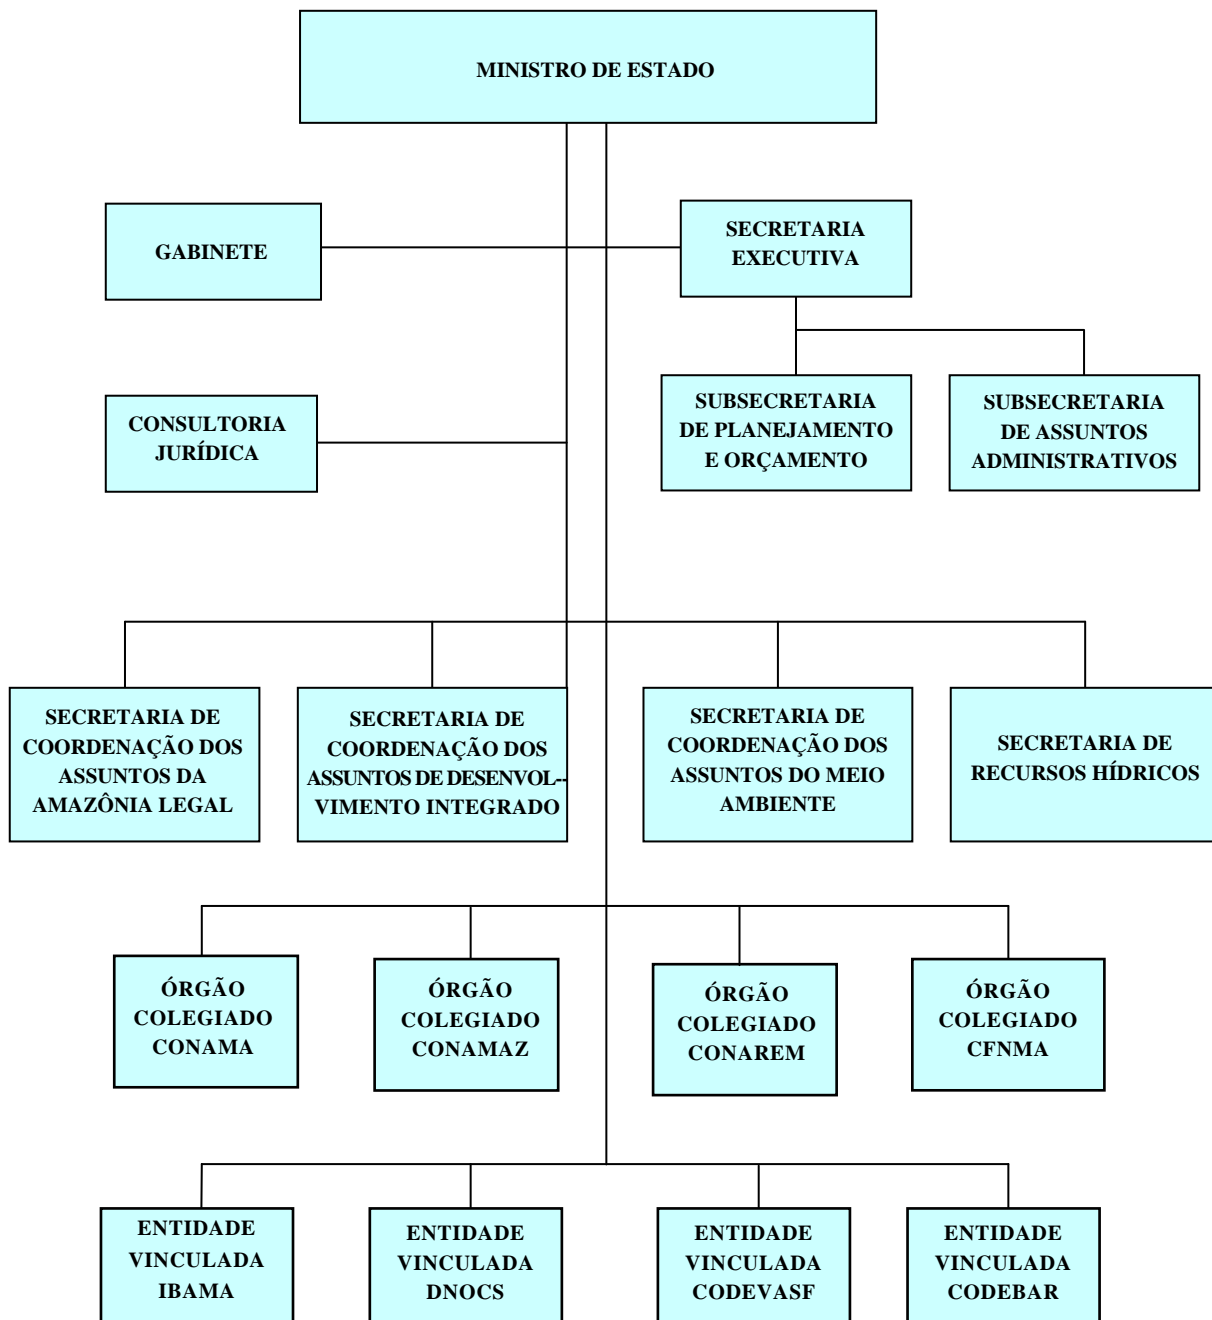 MINISTRO DE ESTADO
GABINETE
SECRETARIA
EXECUTIVA
CONSULTORIA
JURÍDICA
SUBSECRETARIA
DE PLANEJAMENTO
E ORÇAMENTO
SUBSECRETARIA
DE ASSUNTOS
ADMINISTRATIVOS
SECRETARIA DE
COORDENAÇÃO DOS
ASSUNTOS DA
AMAZÔNIA LEGAL
SECRETARIA DE
COORDENAÇÃO DOS
ASSUNTOS DE DESENVOL--
VIMENTO INTEGRADO
SECRETARIA DE
COORDENAÇÃO DOS
ASSUNTOS DO MEIO
AMBIENTE
SECRETARIA DE
RECURSOS HÍDRICOS
ÓRGÃO
COLEGIADO
CONAMA
ÓRGÃO
COLEGIADO
CONAMAZ
ÓRGÃO
COLEGIADO
CONAREM
ÓRGÃO
COLEGIADO
CFNMA
ENTIDADE
VINCULADA
IBAMA
ENTIDADE
VINCULADA
DNOCS
ENTIDADE
VINCULADA
CODEVASF
ENTIDADE
VINCULADA
CODEBAR